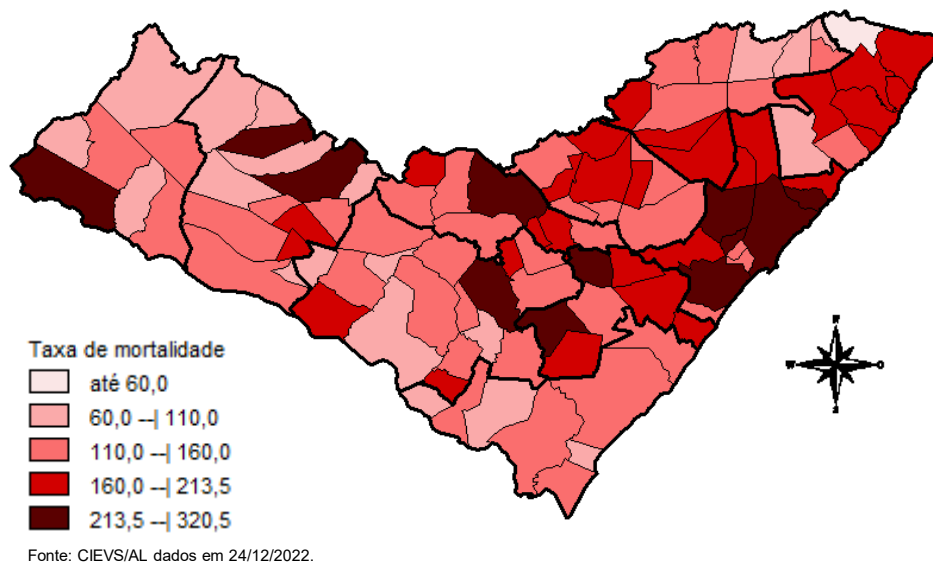 Taxa de mortalidade
até 60,0
60,0 --| 110,0
110,0 --| 160,0
160,0 --| 213,5
213,5 --| 320,5
Fonte: CIEVS/AL dados em 24/12/2022.